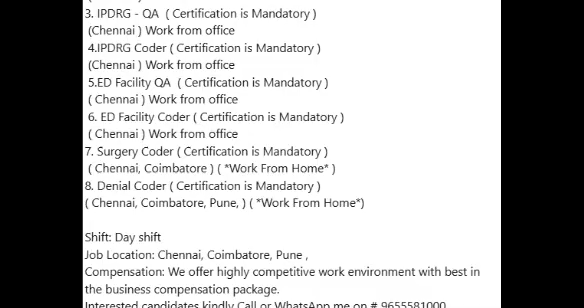 3. IPDRG - QA  ( Certification is Mandatory )
(Chennai ) Work from office
4.IPDRG Coder ( Certification is Mandatory )
(Chennai ) Work from office
5.ED Facility QA  ( Certification is Mandatory )
( Chennai ) Work from office
6. ED Facility Coder ( Certification is Mandatory )
( Chennai ) Work from office
7. Surgery Coder ( Certification is Mandatory )
( Chennai, Coimbatore ) ( *Work From Home* )
8. Denial Coder ( Certification is Mandatory )
( Chennai, Coimbatore, Pune, ) ( *Work From Home*)
Shift: Day shift
Job Location: Chennai, Coimbatore, Pune ,
Compensation: We offer highly competitive work environment with best in
the business compensation package.
Interested candidates kindly Call or WhatsApp me on # 9655581000